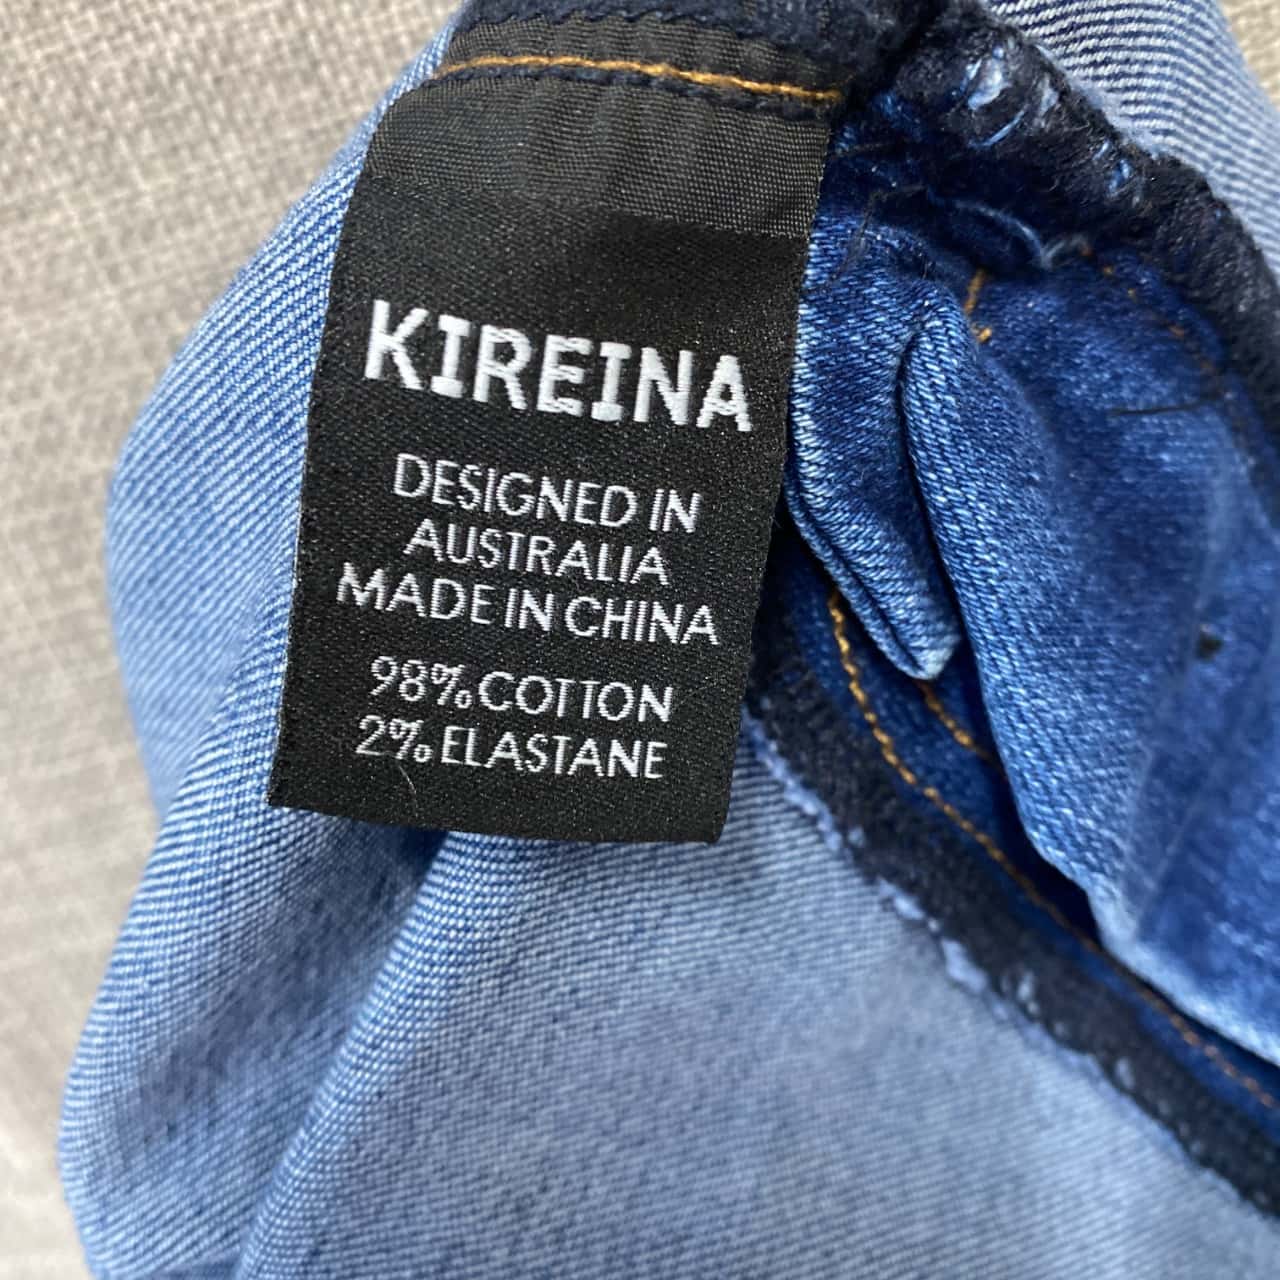 KIREINA
DESIGNED IN
AUSTRALIA
MADE IN CHINA
98% COTTON
2% ELASTANE